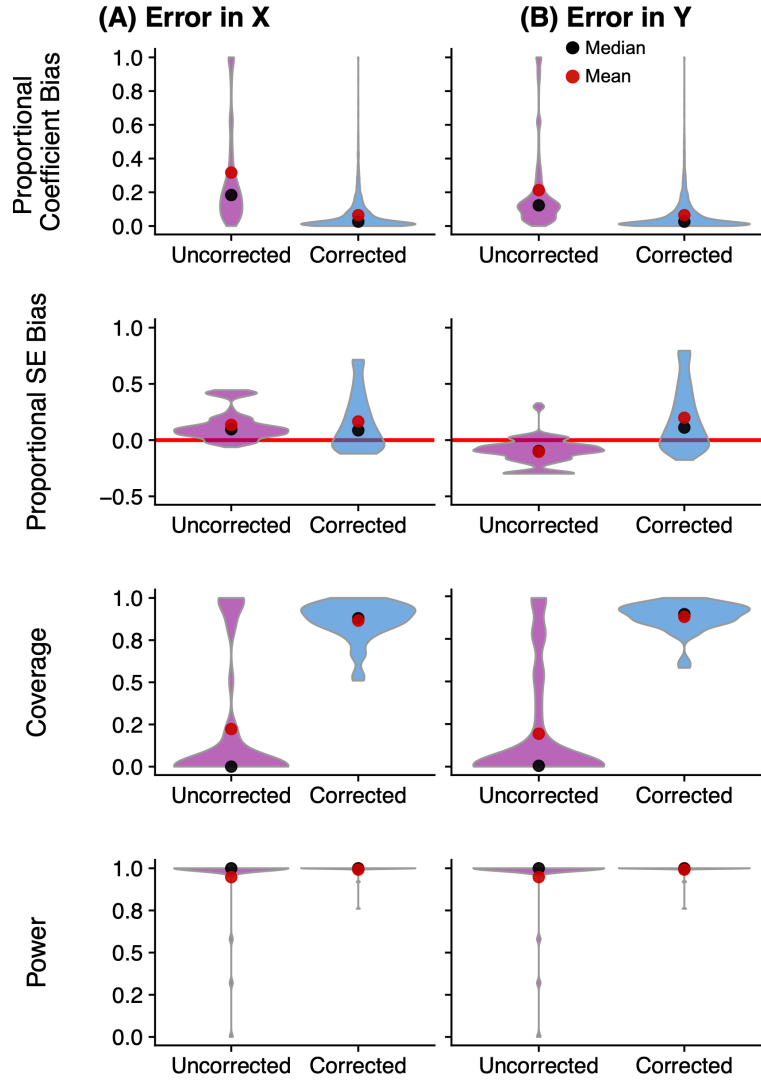 (A) Error in X
(B) Error in Y
Median
Mean
Proportional
Coefficient Bias
1.0
0.8
0.6
0.4
0.2
0.0
Uncorrected
Corrected
Uncorrected
Corrected
Proportional SE Bias
1.0
0.5
0.0
−0.5
Uncorrected
Corrected
Uncorrected
Corrected
Coverage
1.0
0.8
0.5
0.2
0.0
Uncorrected
Corrected
Uncorrected
Corrected
Power
1.0
0.8
0.5
0.2
0.0
Uncorrected
Corrected
Uncorrected
Corrected